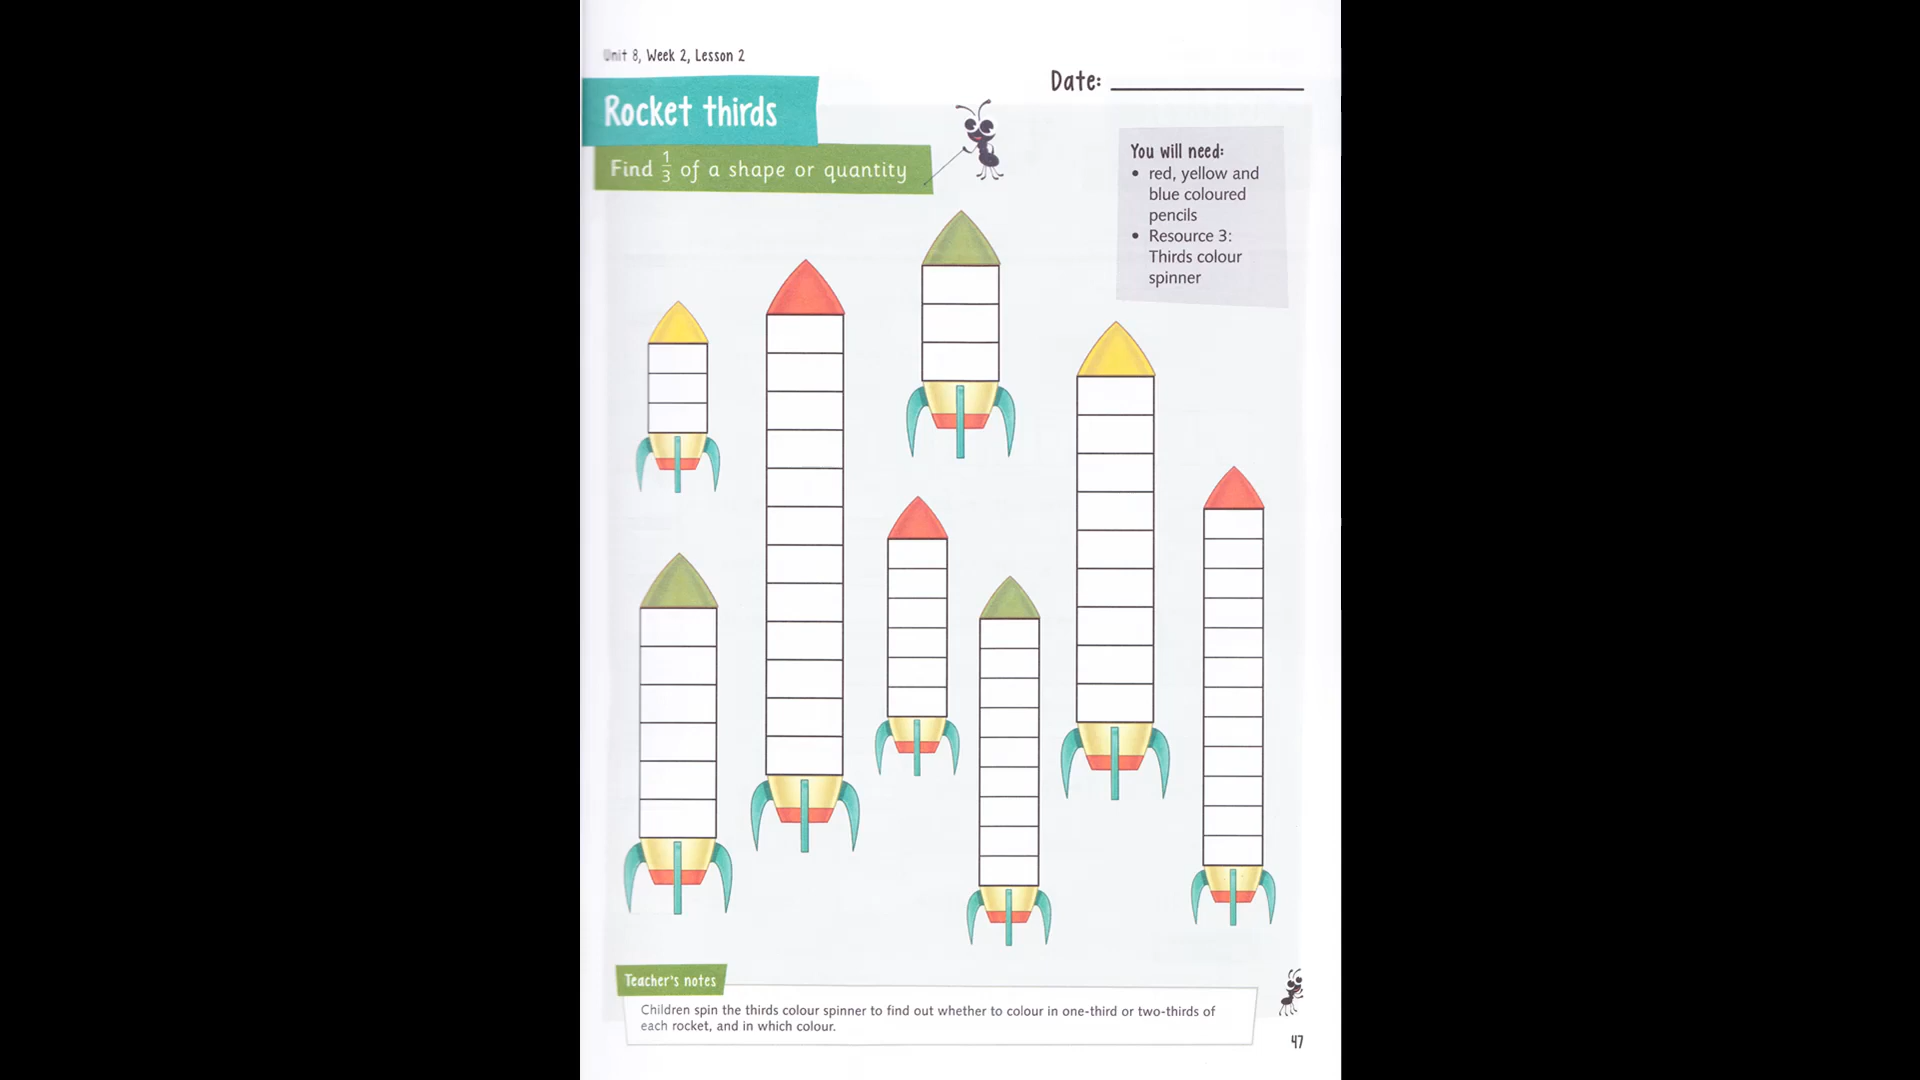 Unit 8, Week 2, Lesson 2
Date:
Rocket thirds
Find 1/3 of a shape or quantity
You will need:
• red, yellow and
blue coloured
pencils
• Resource 3:
Thirds colour
spinner
Teacher's notes
Children spin the thirds colour spinner to find out whether to colour in one-third or two-thirds of
each rocket, and in which colour.
47